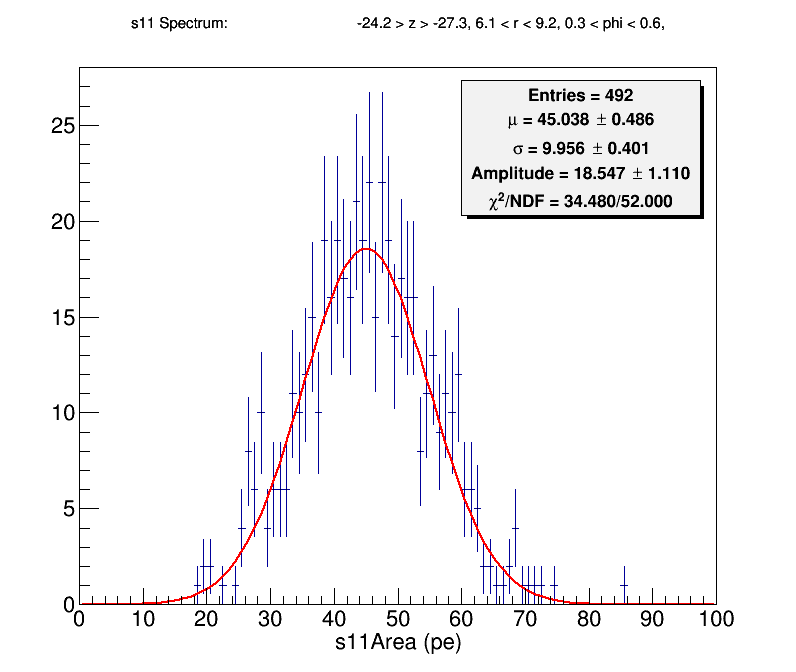 s11 Spectrum: -24.2 > z > -27.3, 6.1 < r < 9.2, 0.3 < phi < 0.6,
Entries = 492
μ = 45.038 ± 0.486
σ = 9.956 ± 0.401
Amplitude = 18.547 ± 1.110
χ²/NDF = 34.480/52.000
25
20
15
10
5
0
0 10 20 30 40 50 60 70 80 90 100
s11Area (pe)